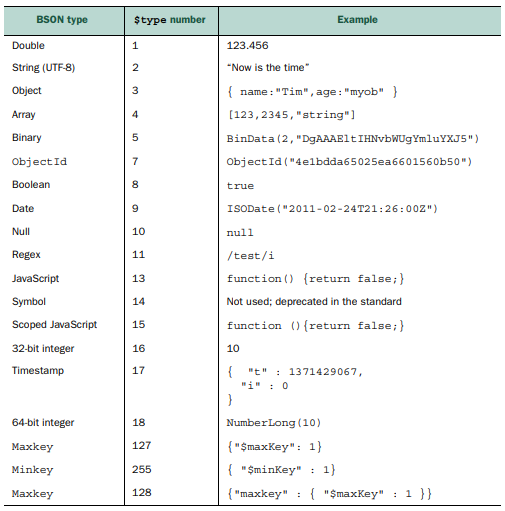 BSON type $type number Example
Double 1 123.456
String (UTF-8) 2 “Now is the time”
Object 3 { name:"Tim",age:"myob" }
Array 4 [123,2345,"string"]
Binary 5 BinData(2,"DgAAAEltIHNvbWUgYmluYXJ5")
ObjectId 7 ObjectId("4e1bdda65025ea6601560b50")
Boolean 8 true
Date 9 ISODate("2011-02-24T21:26:00Z")
Null 10 null
Regex 11 /test/i
JavaScript 13 function() {return false;}
Symbol 14 Not used; deprecated in the standard
Scoped JavaScript 15 function (){return false;}
32-bit integer 16 10
Timestamp 17 { "t" : 1371429067,
"i" : 0
}
64-bit integer 18 NumberLong(10)
Maxkey 127 {"$maxKey": 1}
Minkey 255 { "$minKey" : 1}
Maxkey 128 {"maxkey" : { "$maxKey" : 1 }}